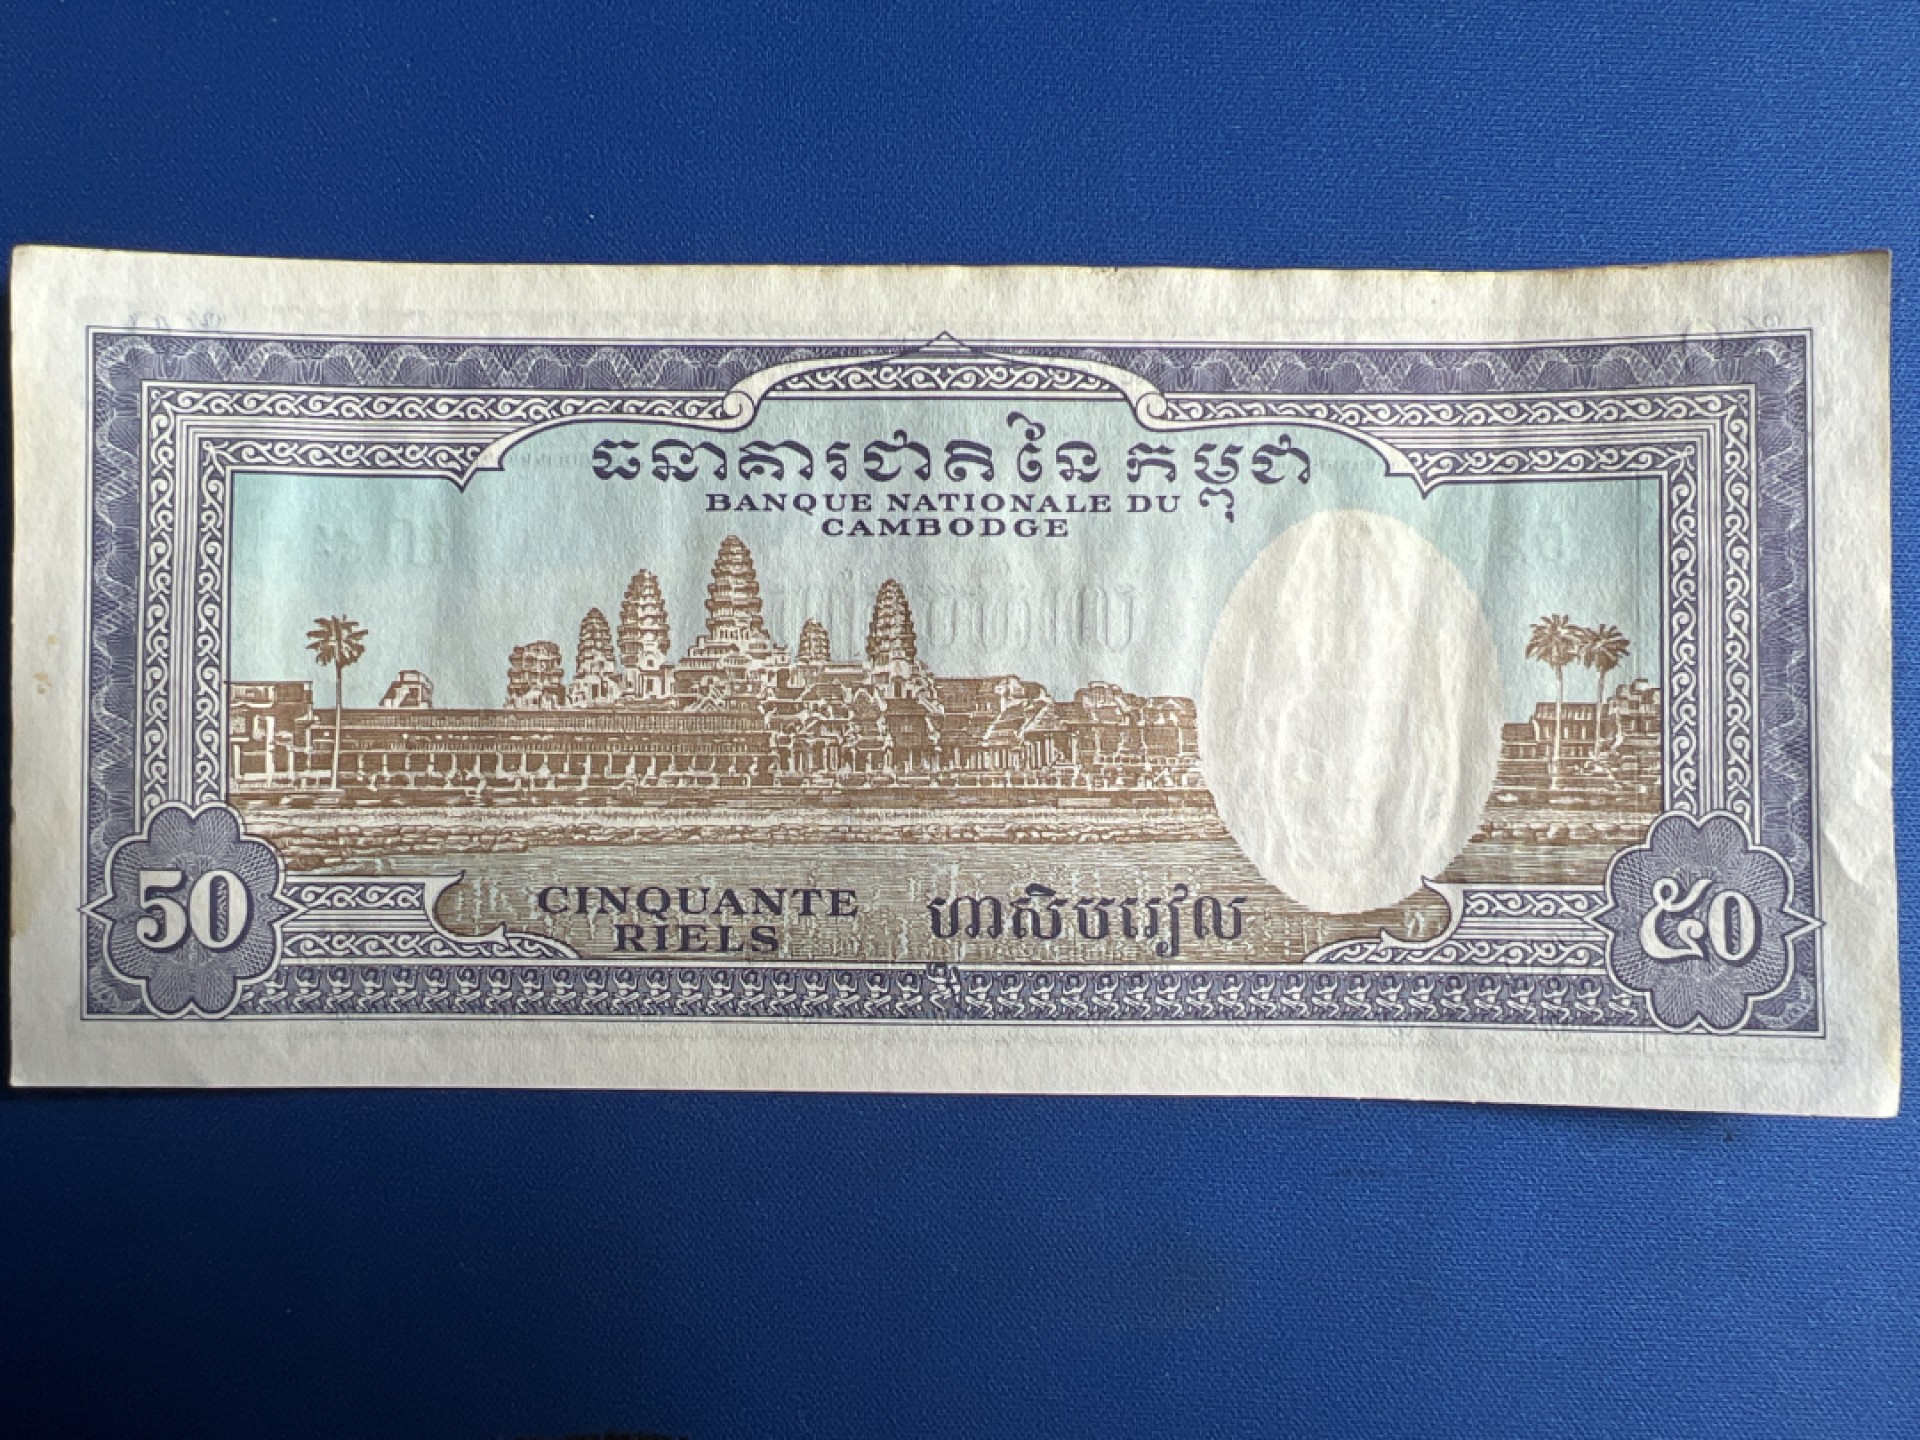 ធនាគារជាតិនៃកម្ពុជា
BANQUE NATIONALE DU
CAMBODGE
CINQUANTE
RIELS
ហាសិបរៀល
50
៥០